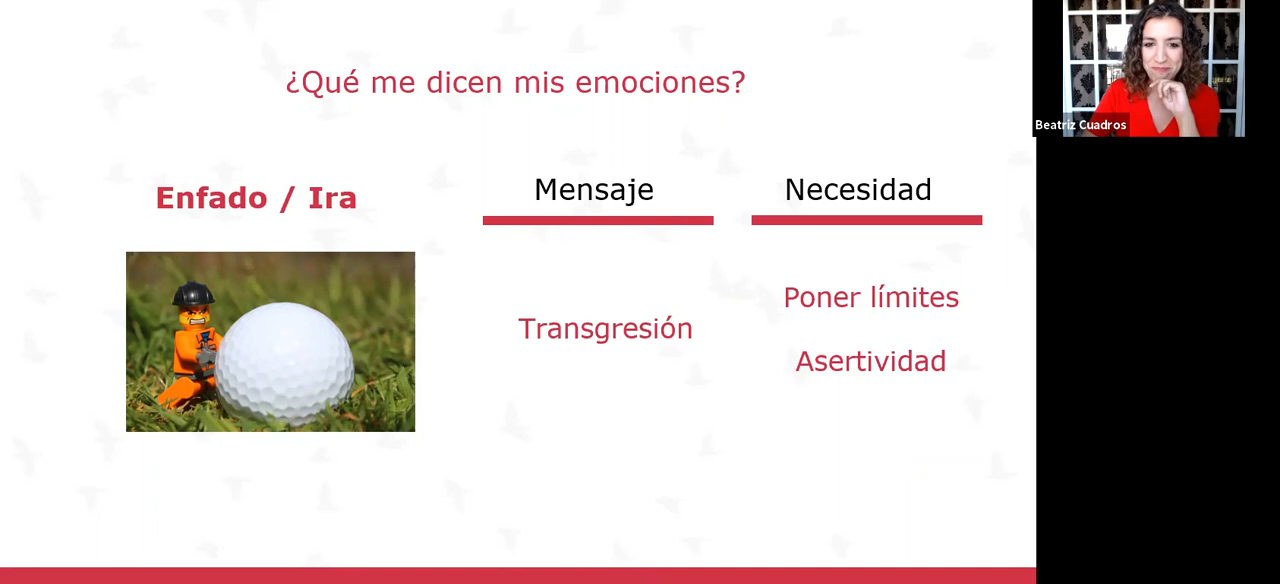 ¿Qué me dicen mis emociones?
Enfado / Ira
Mensaje
Necesidad
Transgresión
Poner límites
Asertividad
Beatriz Cuadros